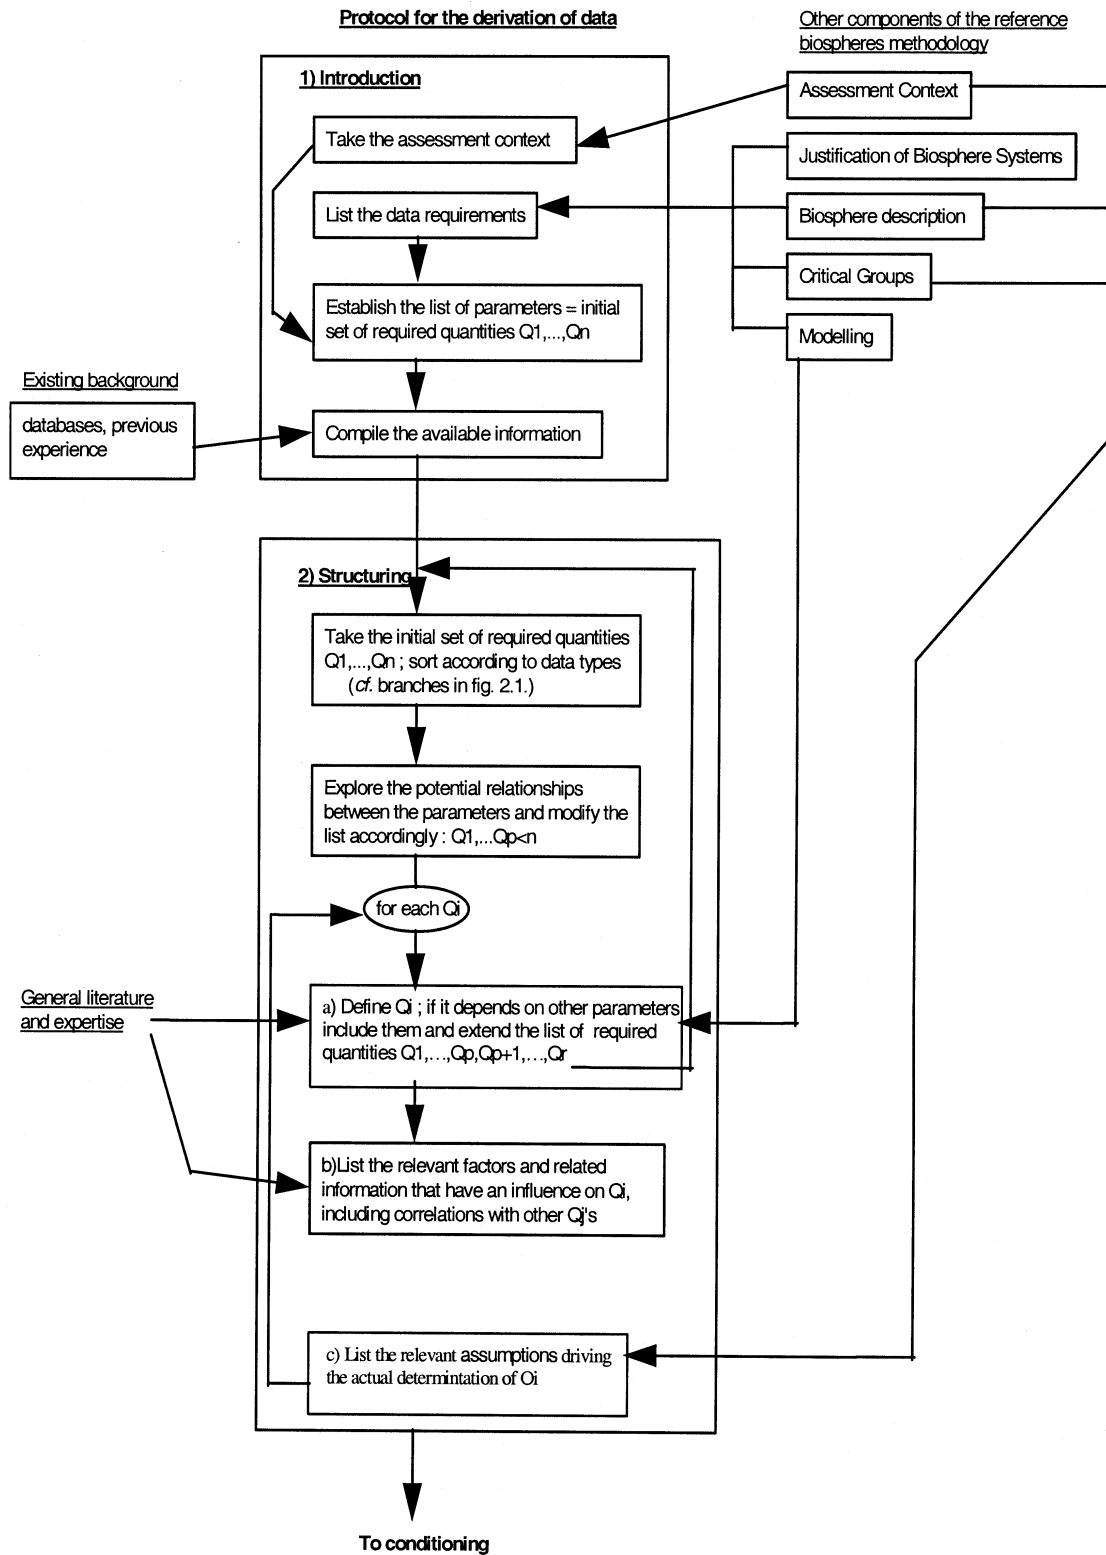 Protocol for the derivation of data
Other components of the reference
biospheres methodology
1) Introduction
Assessment Context
Take the assessment context
Justification of Biosphere Systems
List the data requirements
Biosphere description
Critical Groups
Establish the list of parameters = initial
set of required quantities Q1,...,Qn
Modelling
Existing background
databases, previous
experience
Compile the available information
2) Structuring
Take the initial set of required quantities
Q1,...,Qn ; sort according to data types
(cf. branches in fig. 2.1.)
Explore the potential relationships
between the parameters and modify the
list accordingly : Q1,...Qp<n
for each Qi
General literature
and expertise
a) Define Qi ; if it depends on other parameters
include them and extend the list of required
quantities Q1,...,Qp,Qp+1,...,Qr
b)List the relevant factors and related
information that have an influence on Qi,
including correlations with other Qj's
c) List the relevant assumptions driving
the actual determintation of Oi
To conditioning